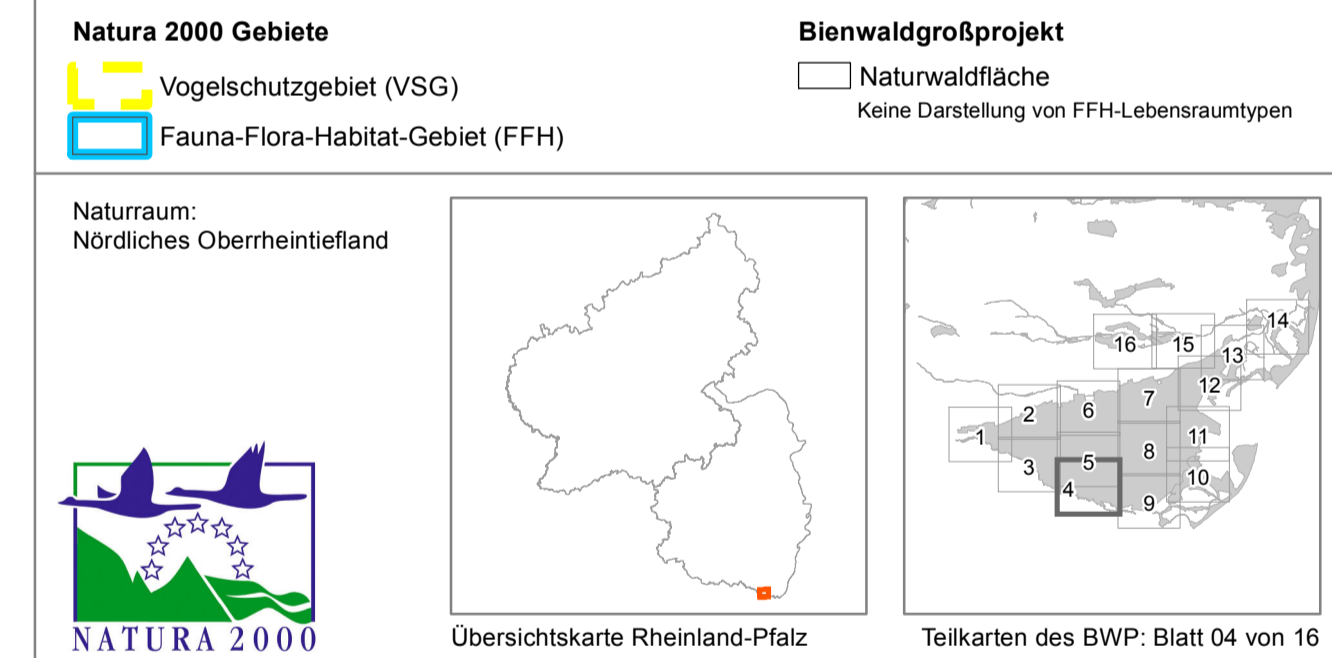 Natura 2000 Gebiete
Vogelschutzgebiet (VSG)
Fauna-Flora-Habitat-Gebiet (FFH)
Bienwaldgroßprojekt
Naturwaldfläche
Keine Darstellung von FFH-Lebensraumtypen
Naturraum:
Nördliches Oberrheintiefland
NATURA 2000
Übersichtskarte Rheinland-Pfalz
14
16
15
13
12
7
6
2
1
11
8
5
3
10
4
9
Teilkarten des BWP: Blatt 04 von 16